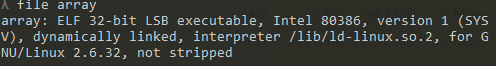 λ file array
array: ELF 32-bit LSB executable, Intel 80386, version 1 (SYS
V), dynamically linked, interpreter /lib/ld-linux.so.2, for G
NU/Linux 2.6.32, not stripped